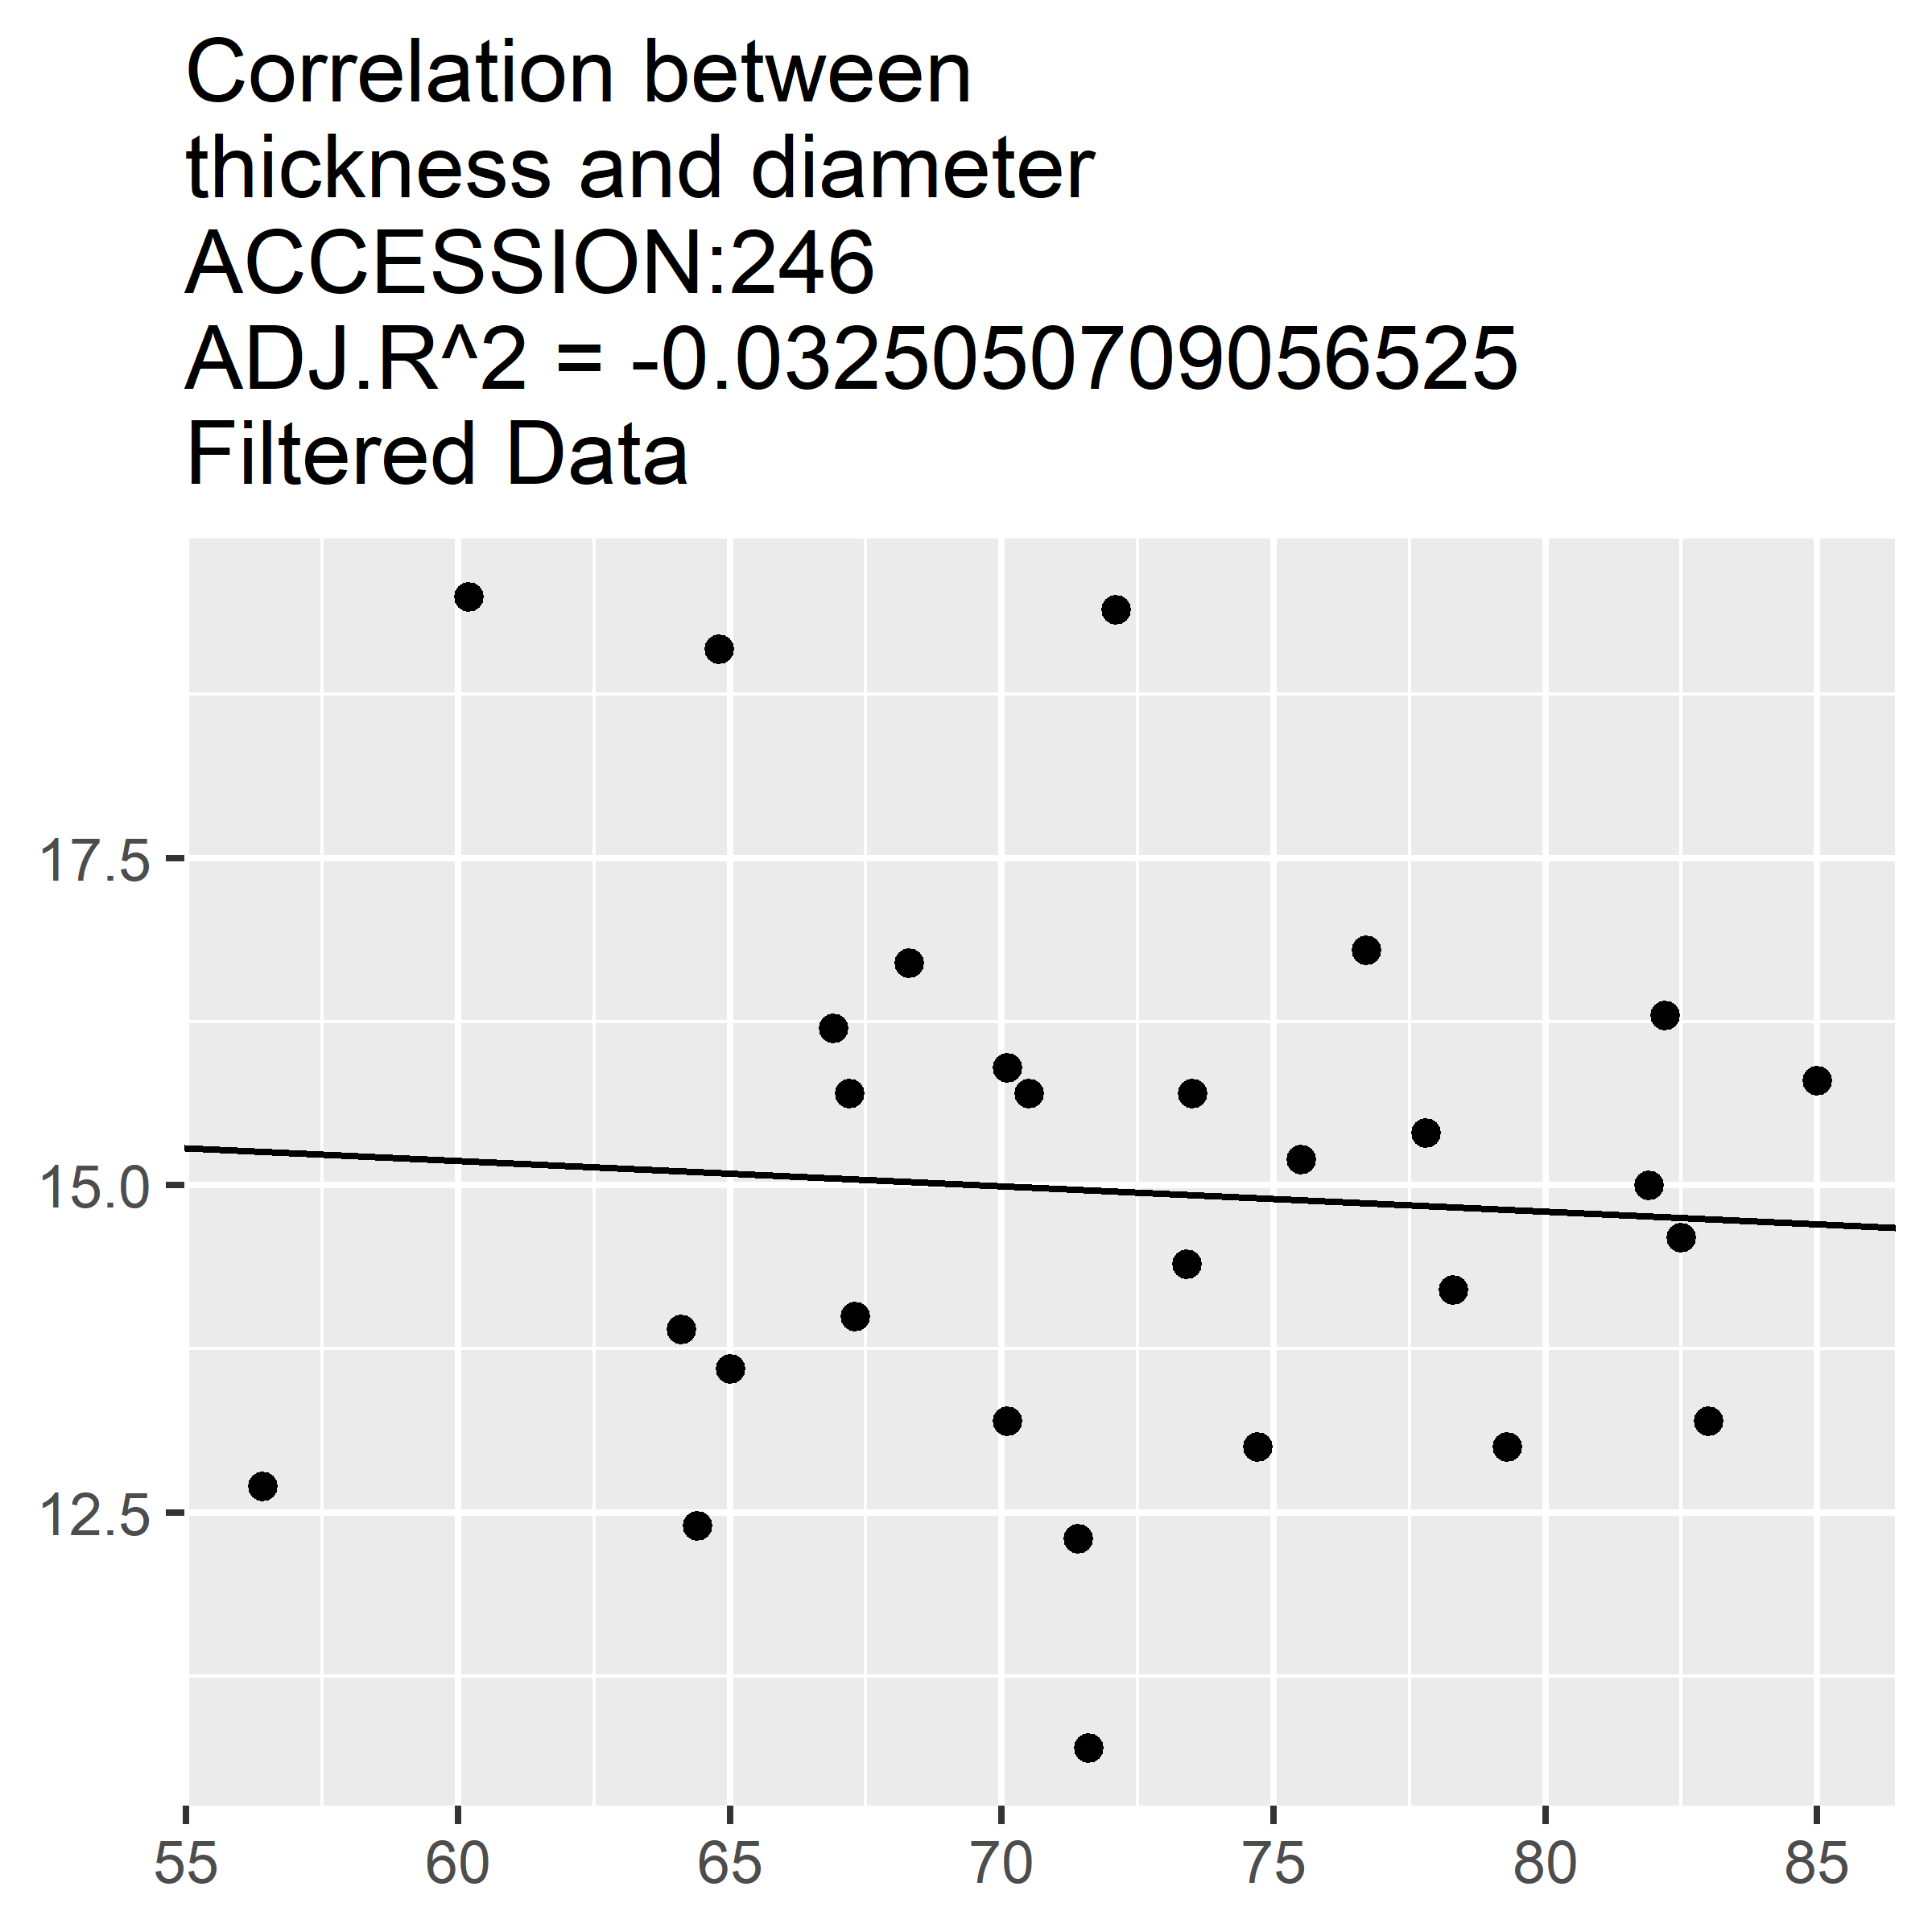 Correlation between
thickness and diameter
ACCESSION:246
ADJ.R^2 = -0.0325050709056525
Filtered Data
17.5
15.0
12.5
55 60 65 70 75 80 85